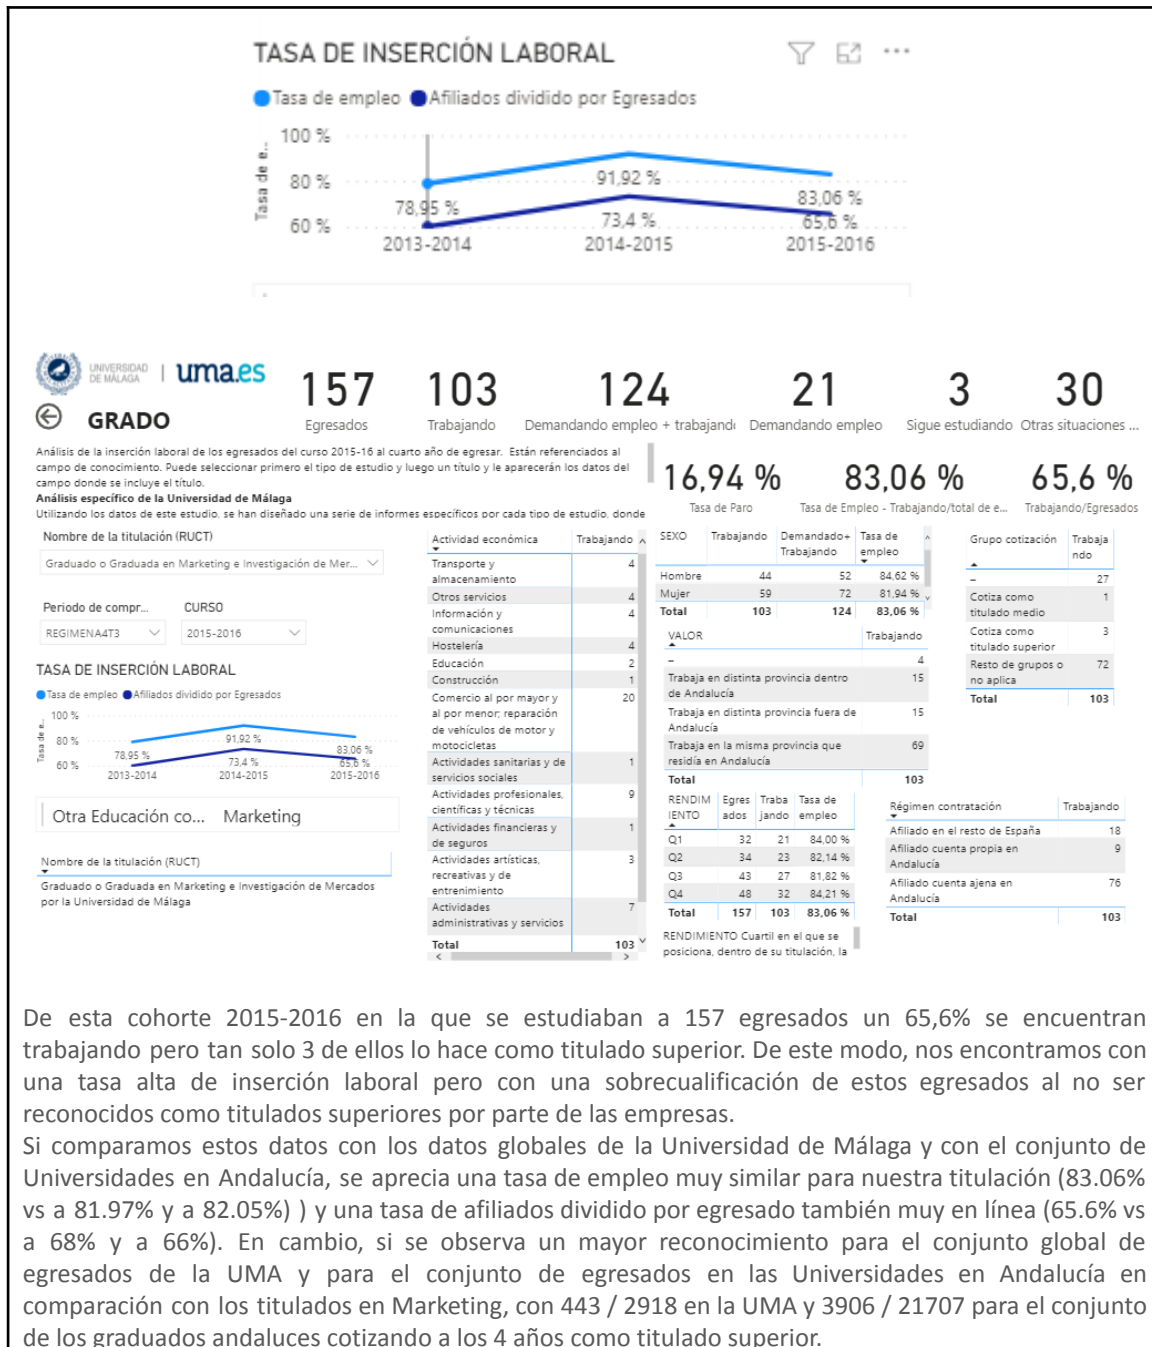 TASA DE INSERCIÓN LABORAL
Tasa de empleo Afiliados dividido por Egresados
Tasa de e..
100 %
80 %
60 %
91,92 %
83,06 %
78,95 %
73,4 %
65,6 %
2013-2014 2014-2015 2015-2016
UNIVERSIDAD DE MÁLAGA | uma.es
157 103 124 21 3 30
Egresados Trabajando Demandando empleo + trabajand Demandando empleo Sigue estudiando Otras situaciones ...
GRADO
Análisis de la inserción laboral de los egresados del curso 2015-16 al cuarto año de egresar. Están referenciados al
campo de conocimiento. Puede seleccionar primero el tipo de estudio y luego un título y le aparecerán los datos del
campo donde se incluye el título.
Análisis específico de la Universidad de Málaga
Utilizando los datos de este estudio, se han diseñado una serie de informes específicos por cada tipo de estudio, donde
16,94 % 83,06 % 65,6 %
Tasa de Paro Tasa de Empleo - Trabajando/total de e... Trabajando/Egresados
Nombre de la titulación (RUCT)
Graduado o Graduada en Marketing e Investigación de Mer...
Periodo de compr... CURSO
REGIMENA4T3 2015-2016
TASA DE INSERCIÓN LABORAL
Tasa de empleo Afiliados dividido por Egresados
Tasa de e..
100 %
80 %
60 %
91,92 %
83,06 %
78,95 %
73,4 %
65,6 %
2013-2014 2014-2015 2015-2016
Otra Educación co... Marketing
Nombre de la titulación (RUCT)
Graduado o Graduada en Marketing e Investigación de Mercados
por la Universidad de Málaga
Actividad económica Trabajando
Transporte y 4
almacenamiento
Otros servicios 4
Información y 4
comunicaciones
Hostelería 4
Educación 2
Construcción 1
Comercio al por mayor y 20
al por menor; reparación
de vehículos de motor y
motocicletas
Actividades sanitarias y de 1
servicios sociales
Actividades profesionales, 9
científicas y técnicas
Actividades financieras y 1
de seguros
Actividades artísticas, 3
recreativas y de
entrenimiento
Actividades 7
administrativas y servicios
Total 103
SEXO Trabajando Demandado+ Tasa de
Trabajando empleo
Hombre 44 52 84,62 %
Mujer 59 72 81,94 %
Total 103 124 83,06 %
VALOR Trabajando
– 4
Trabaja en distinta provincia dentro 15
de Andalucía
Trabaja en distinta provincia fuera de 15
Andalucía
Trabaja en la misma provincia que 69
residía en Andalucía
Total 103
RENDIM Egres Traba Tasa de
IENTO ados jando empleo
Q1 32 21 84,00 %
Q2 34 23 82,14 %
Q3 43 27 81,82 %
Q4 48 32 84,21 %
Total 157 103 83,06 %
RENDIMIENTO Cuartil en el que se
posiciona, dentro de su titulación, la
Grupo cotización Trabaja
ndo
– 27
Cotiza como 1
titulado medio
Cotiza como 3
titulado superior
Resto de grupos o 72
no aplica
Total 103
Régimen contratación Trabajando
Afiliado en el resto de España 18
Afiliado cuenta propia en 9
Andalucía
Afiliado cuenta ajena en 76
Andalucía
Total 103
De esta cohorte 2015-2016 en la que se estudiaban a 157 egresados un 65,6% se encuentran
trabajando pero tan solo 3 de ellos lo hace como titulado superior. De este modo, nos encontramos con
una tasa alta de inserción laboral pero con una sobrecualificación de estos egresados al no ser
reconocidos como titulados superiores por parte de las empresas.
Si comparamos estos datos con los datos globales de la Universidad de Málaga y con el conjunto de
Universidades en Andalucía, se aprecia una tasa de empleo muy similar para nuestra titulación (83.06%
vs a 81.97% y a 82.05%) ) y una tasa de afiliados dividido por egresado también muy en línea (65.6% vs
a 68% y a 66%). En cambio, si se observa un mayor reconocimiento para el conjunto global de
egresados de la UMA y para el conjunto de egresados en las Universidades en Andalucía en
comparación con los titulados en Marketing, con 443 / 2918 en la UMA y 3906 / 21707 para el conjunto
de los graduados andaluces cotizando a los 4 años como titulado superior.